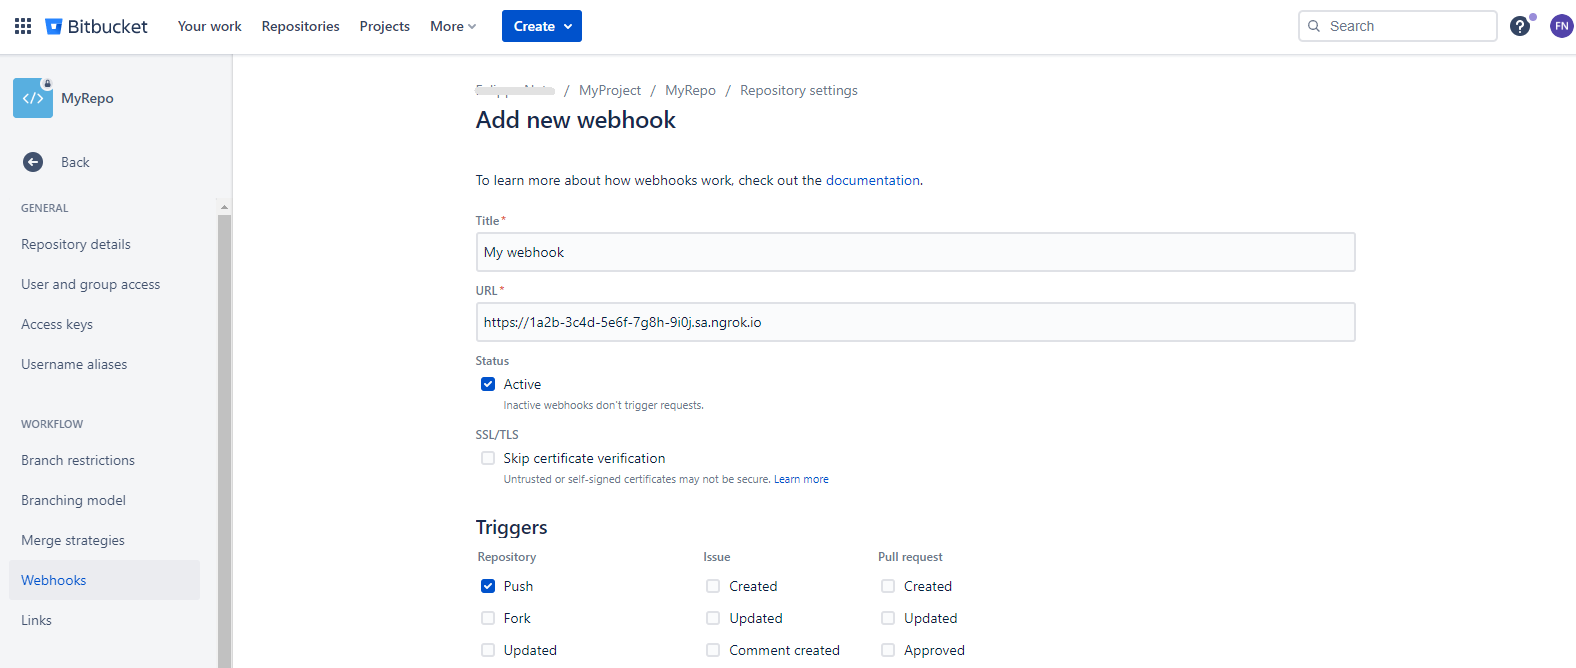 Bitbucket Your work Repositories Projects More Create Search ? FN
</> MyRepo
Back
GENERAL
Repository details
User and group access
Access keys
Username aliases
WORKFLOW
Branch restrictions
Branching model
Merge strategies
Webhooks
Links
/ MyProject / MyRepo / Repository settings
Add new webhook
To learn more about how webhooks work, check out the documentation.
Title*
My webhook
URL*
https://1a2b-3c4d-5e6f-7g8h-9i0j.sa.ngrok.io
Status
Active
Inactive webhooks don't trigger requests.
SSL/TLS
Skip certificate verification
Untrusted or self-signed certificates may not be secure. Learn more
Triggers
Repository Issue Pull request
Push Created Created
Fork Updated Updated
Updated Comment created Approved